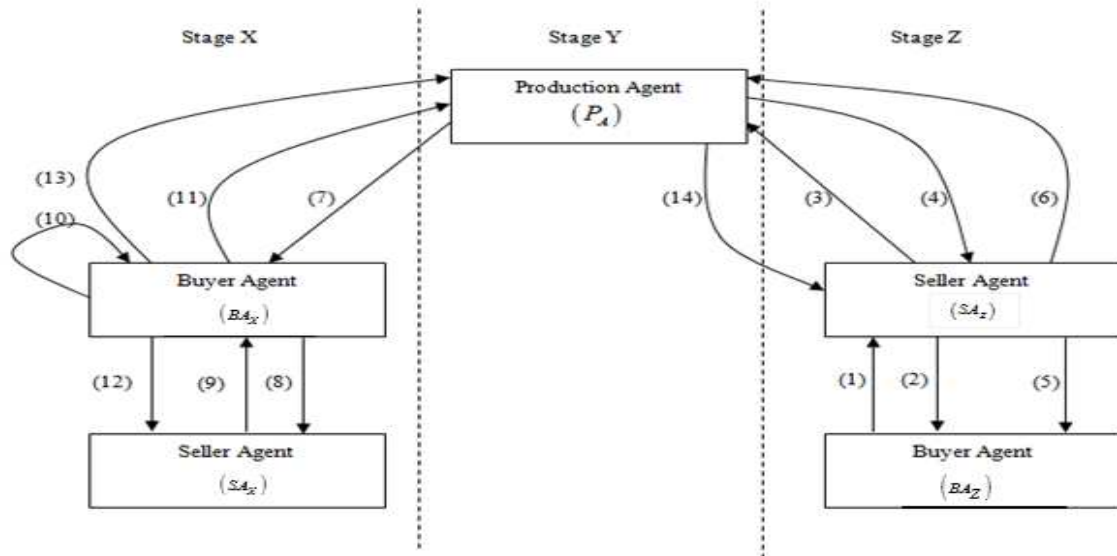 Stage X Stage Y Stage Z
Production Agent
(P_A)
(13) (11) (7) (14) (3) (4) (6)
(10)
Buyer Agent
(BA_X)
Seller Agent
(SA_z)
(12) (9) (8)
(1) (2) (5)
Seller Agent
(SA_X)
Buyer Agent
(BA_Z)